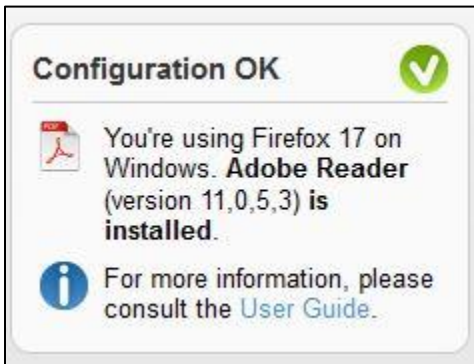 Configuration OK
PDF
You're using Firefox 17 on
Windows. Adobe Reader
(version 11,0,5,3) is
installed.
For more information, please
consult the User Guide.